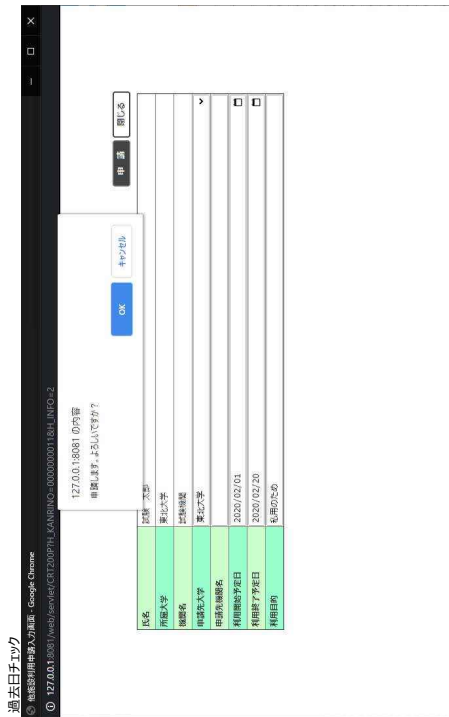 過去日チェック
他施設利用申請入力画面 - Google Chrome
127.0.0.1:8081/web/servlet/CRT200P?H_KANRINO=00000000011&H_INFO=2
127.0.0.1:8081 の内容
申請します。よろしいですか？
OK キャンセル
申 請 閉じる
氏名 試験 太郎
所属大学 東北大学
機関名 試験機関
申請先大学 東北大学
申請先機関名
利用開始予定日 2020/02/01
利用終了予定日 2020/02/20
利用目的 私用のため